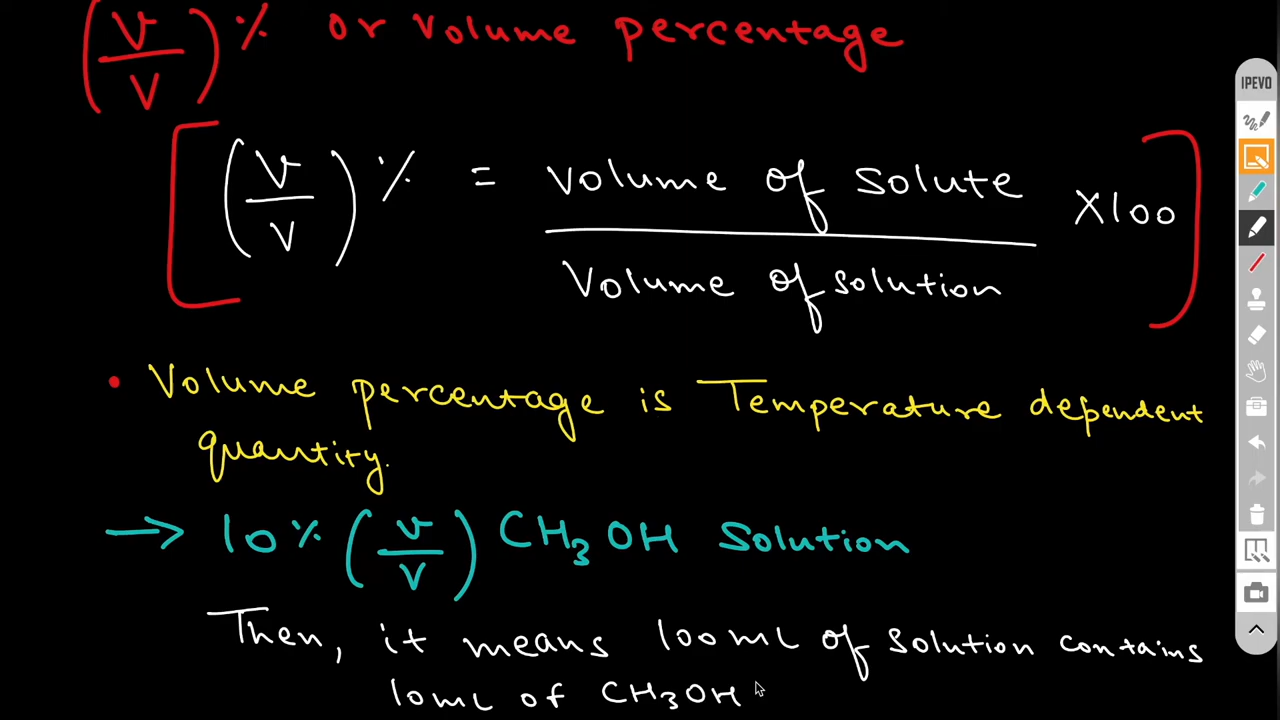 (v/v) % or volume percentage
IPEVO
(v/v) % = volume of solute / Volume of solution X100
• Volume percentage is Temperature dependent
quantity.
→ 10% (v/v) CH3OH Solution
Then, it means 100mL of solution contains
10mL of CH3OH